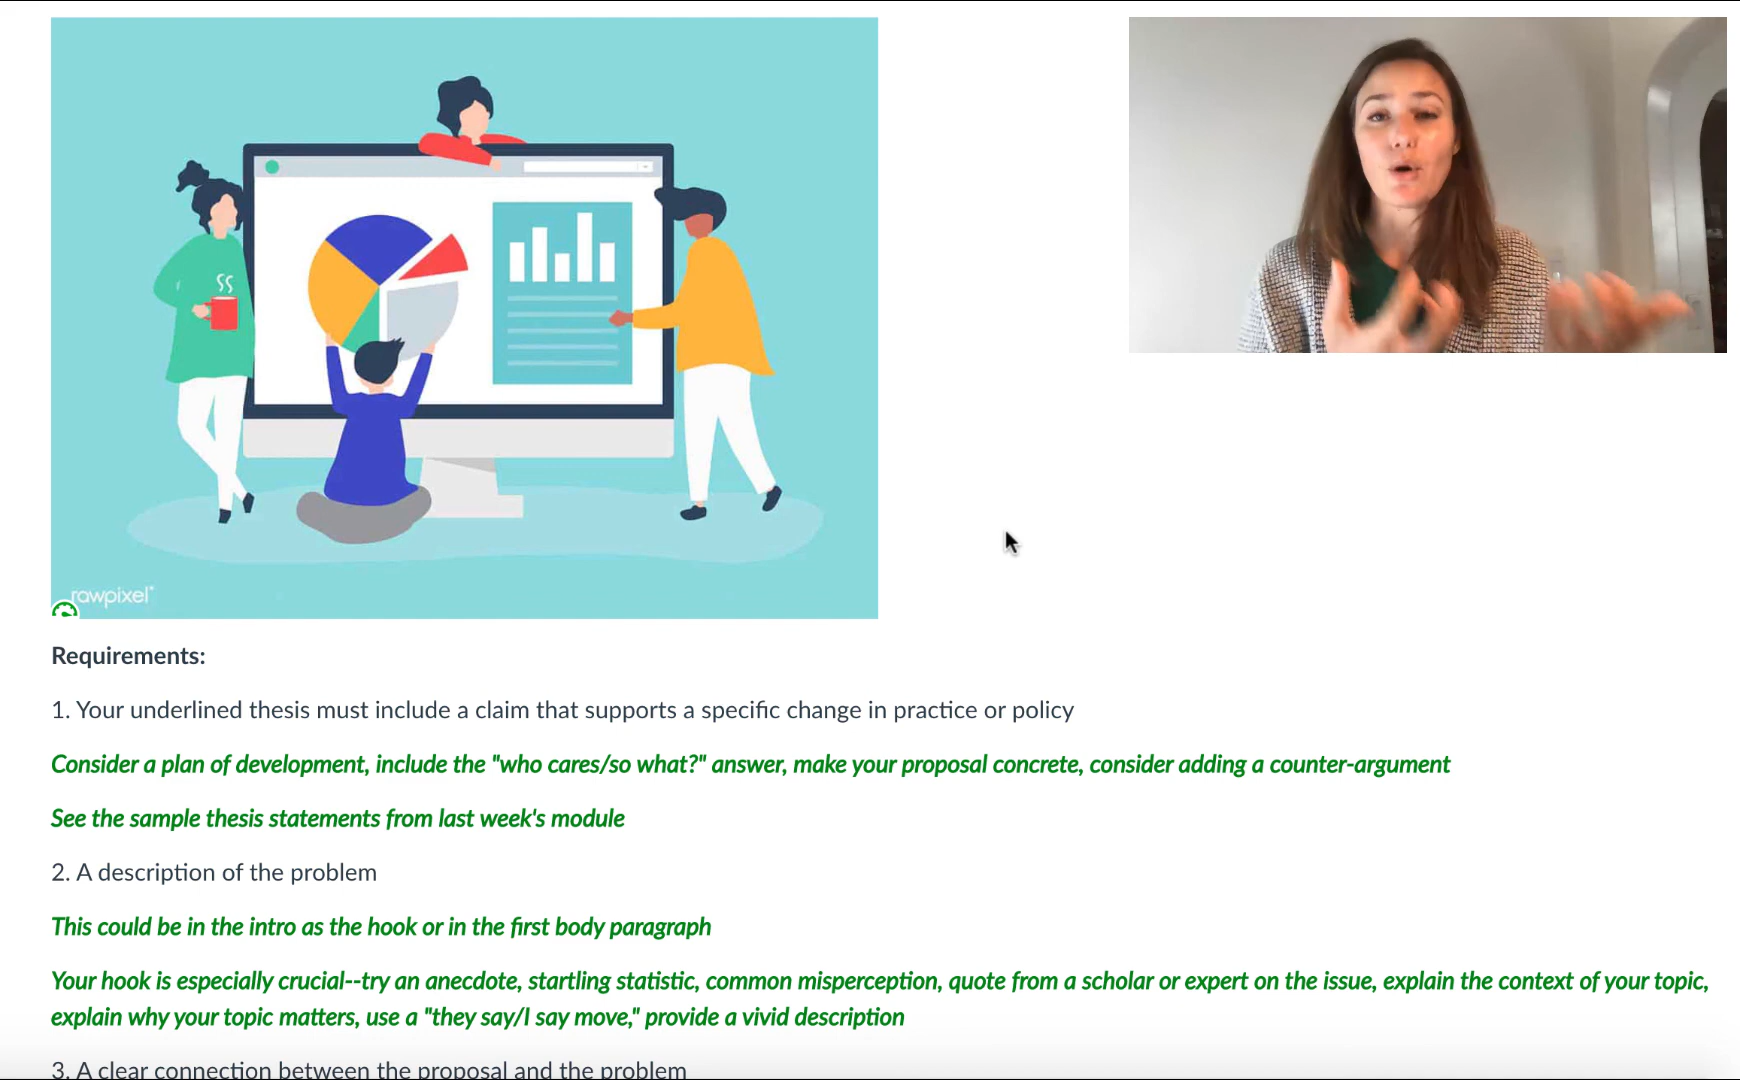 rawpixel
Requirements:
1. Your underlined thesis must include a claim that supports a specific change in practice or policy
Consider a plan of development, include the "who cares/so what?" answer, make your proposal concrete, consider adding a counter-argument
See the sample thesis statements from last week's module
2. A description of the problem
This could be in the intro as the hook or in the first body paragraph
Your hook is especially crucial--try an anecdote, startling statistic, common misperception, quote from a scholar or expert on the issue, explain the context of your topic,
explain why your topic matters, use a "they say/I say move," provide a vivid description
3. A clear connection between the proposal and the problem